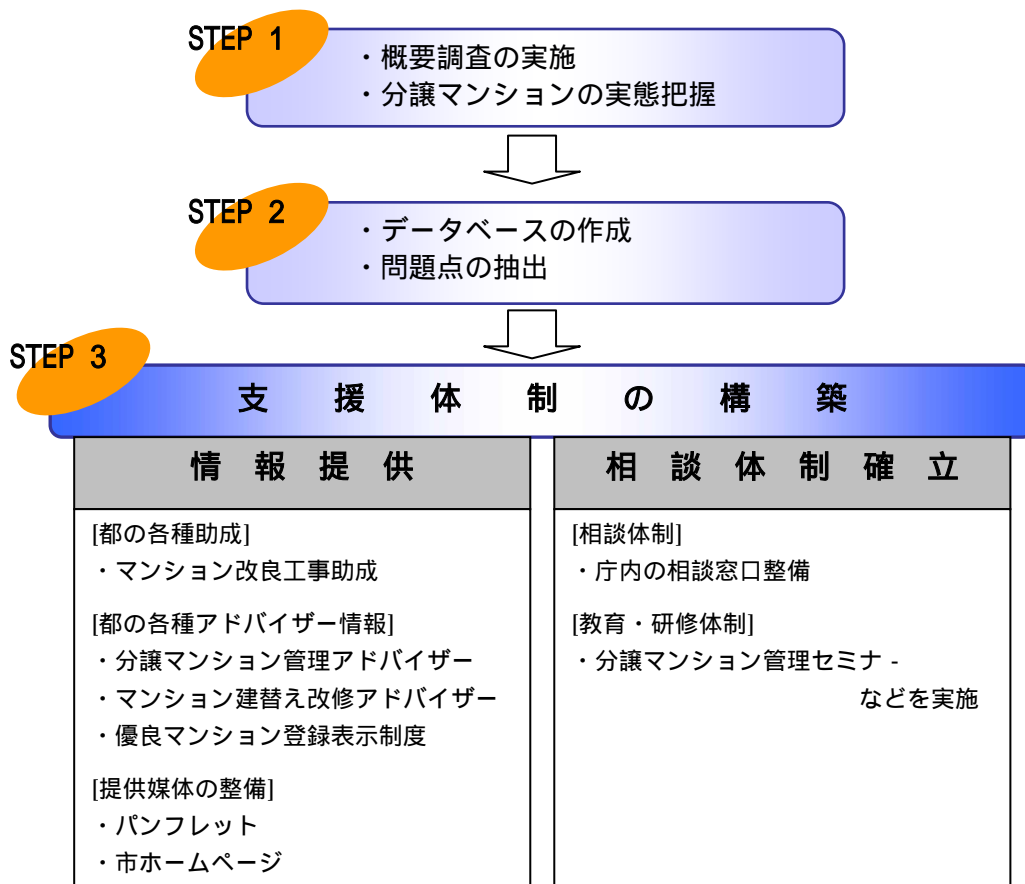 STEP 1
・概要調査の実施
・分譲マンションの実態把握
STEP 2
・データベースの作成
・問題点の抽出
STEP 3
支援体制の構築
情報提供
[都の各種助成]
・マンション改良工事助成
[都の各種アドバイザー情報]
・分譲マンション管理アドバイザー
・マンション建替え改修アドバイザー
・優良マンション登録表示制度
[提供媒体の整備]
・パンフレット
・市ホームページ
相談体制確立
[相談体制]
・庁内の相談窓口整備
[教育・研修体制]
・分譲マンション管理セミナ-
などを実施